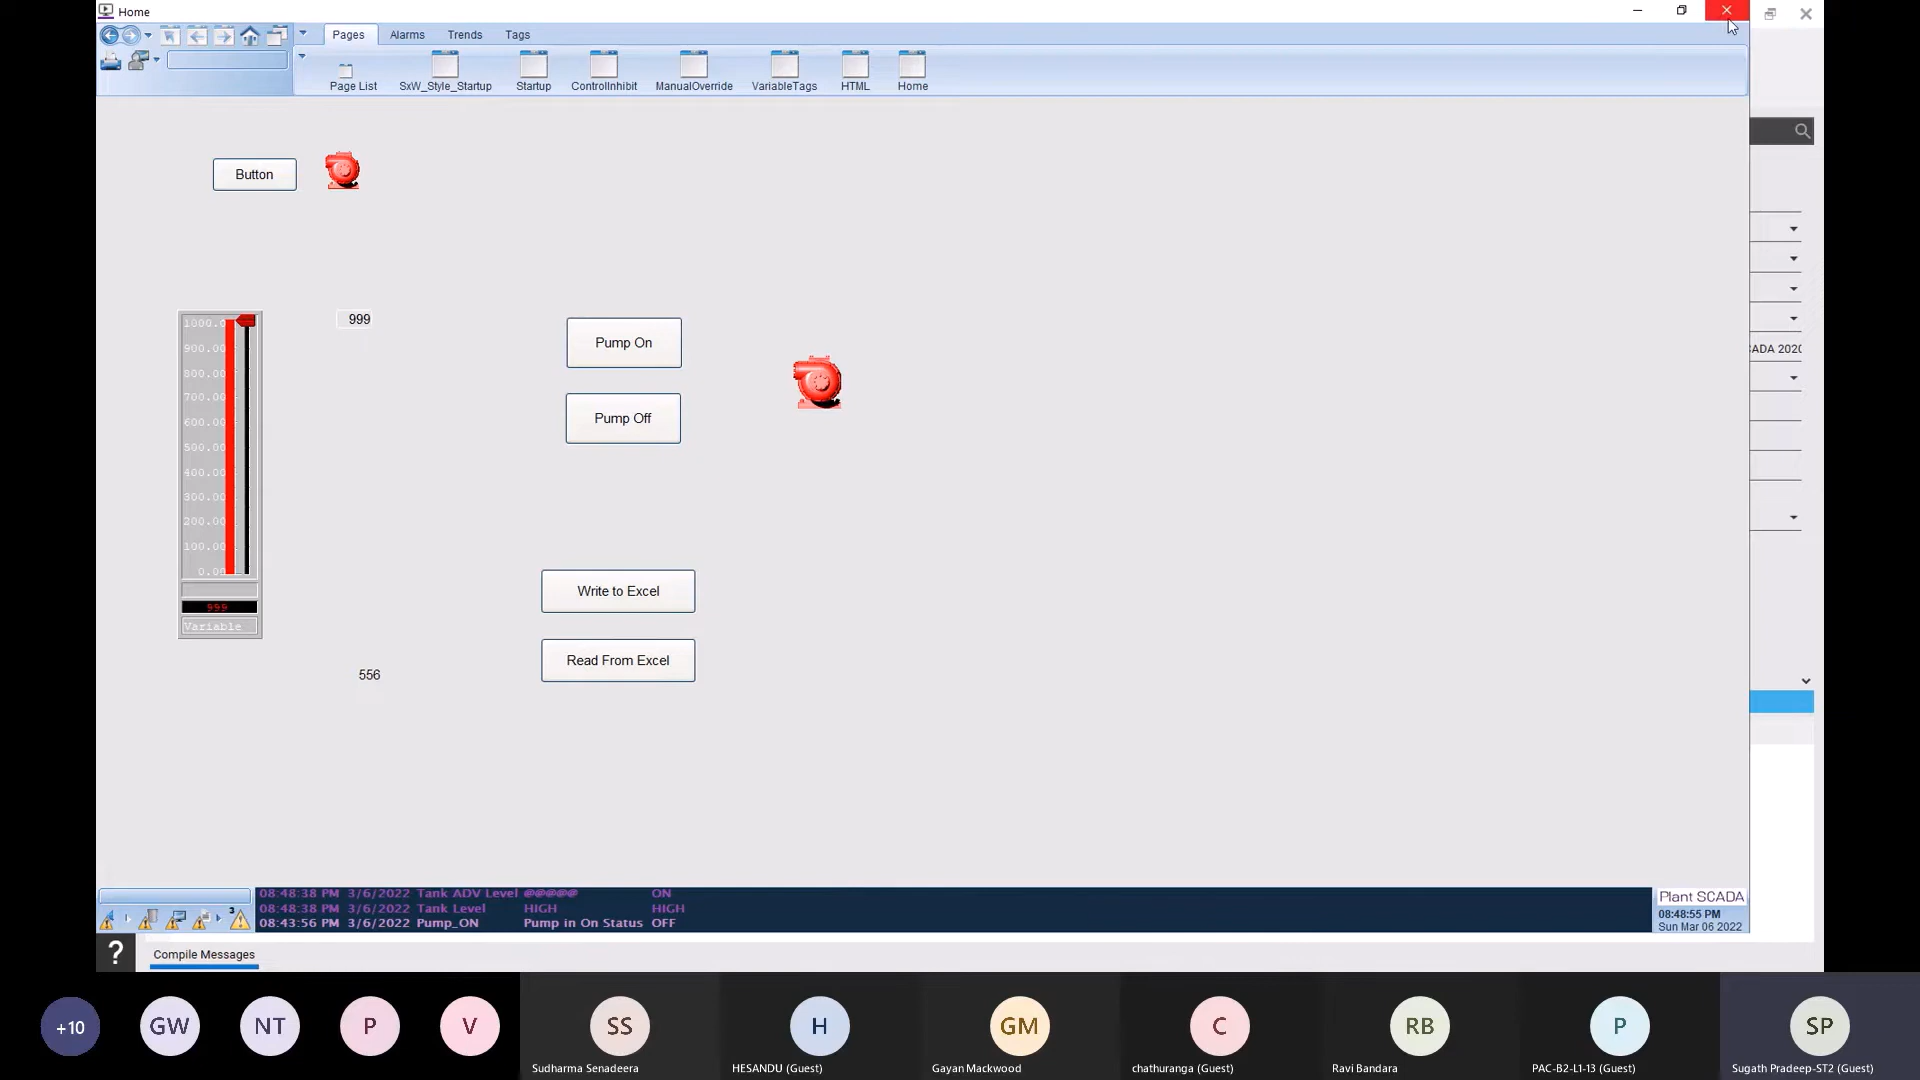 Home
Pages Alarms Trends Tags
Page List SxW_Style_Startup Startup ControlInhibit ManualOverride VariableTags HTML Home
Button
1000.0
900.00
800.00
700.00
600.00
500.00
400.00
300.00
200.00
100.00
0.00
999
Variable
999
Pump On
Pump Off
Write to Excel
Read From Excel
556
CADA 2020
08:48:38 PM 3/6/2022 Tank ADV Level @@@@@ ON
08:48:38 PM 3/6/2022 Tank Level HIGH HIGH
08:43:56 PM 3/6/2022 Pump_ON Pump in On Status OFF
3
Plant SCADA
08:48:55 PM
Sun Mar 06 2022
?
Compile Messages
+10 GW NT P V SS H GM C RB P SP
Sudharma Senadeera HESANDU (Guest) Gayan Mackwood chathuranga (Guest) Ravi Bandara PAC-B2-L1-13 (Guest) Sugath Pradeep-ST2 (Guest)